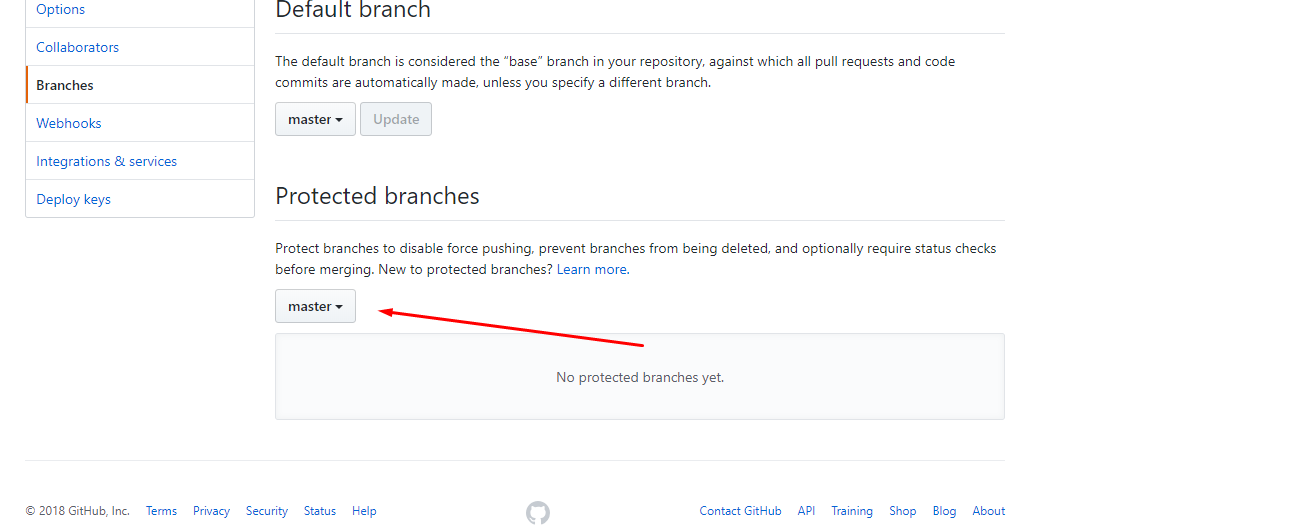 Options
Collaborators
Branches
Webhooks
Integrations & services
Deploy keys
Default branch
The default branch is considered the “base” branch in your repository, against which all pull requests and code
commits are automatically made, unless you specify a different branch.
master Update
Protected branches
Protect branches to disable force pushing, prevent branches from being deleted, and optionally require status checks
before merging. New to protected branches? Learn more.
master
No protected branches yet.
© 2018 GitHub, Inc. Terms Privacy Security Status Help Contact GitHub API Training Shop Blog About